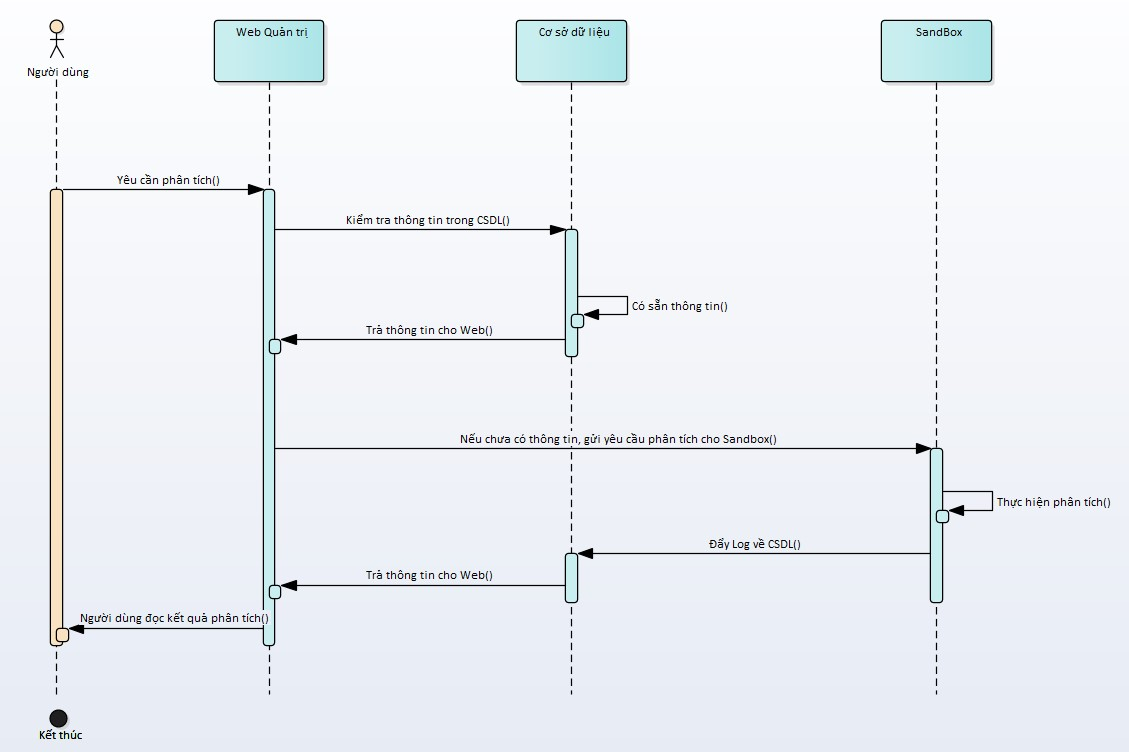 Người dùng
Web Quản trị
Cơ sở dữ liệu
SandBox
Yêu cần phân tích()
Kiểm tra thông tin trong CSDL()
Có sẵn thông tin()
Trả thông tin cho Web()
Nếu chưa có thông tin, gửi yêu cầu phân tích cho Sandbox()
Thực hiện phân tích()
Đẩy Log về CSDL()
Trả thông tin cho Web()
Người dùng đọc kết quả phân tích()
Kết thúc